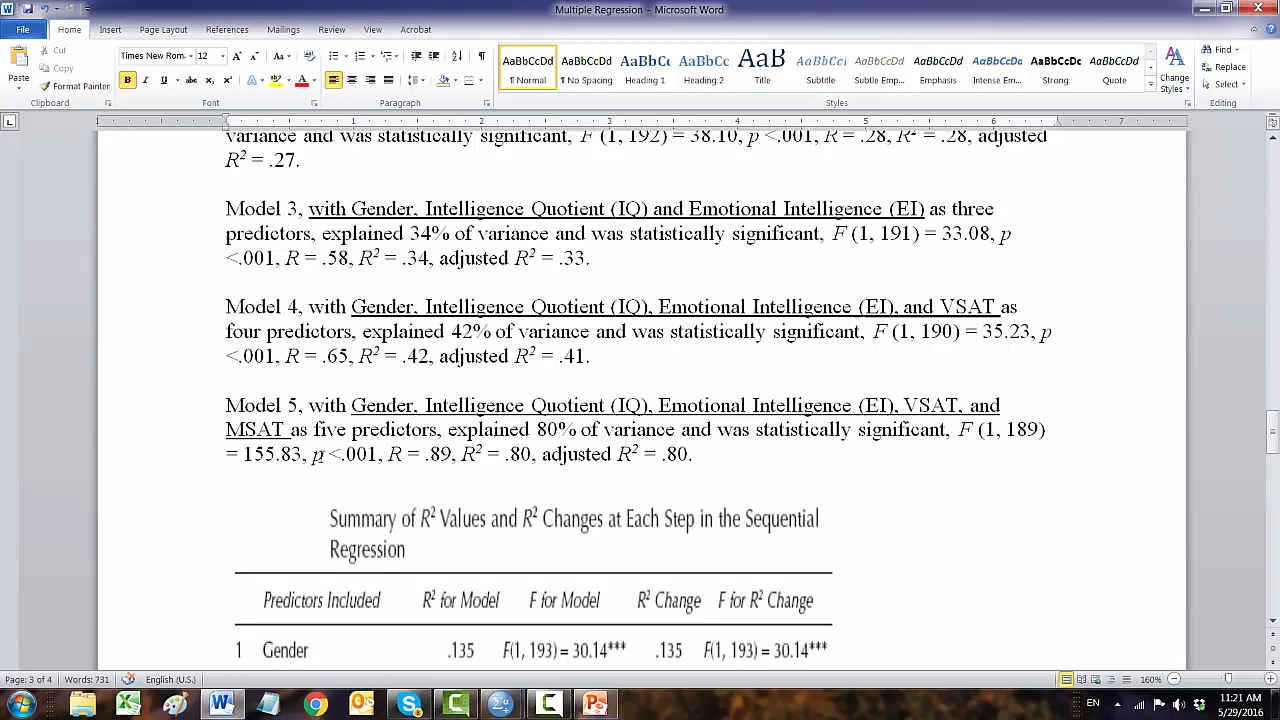 Multiple Regression – Microsoft Word
File Home Insert Page Layout References Mailings Review View Acrobat
Paste
Cut
Copy
Format Painter
Times New Rom 12
AaBbCcDd AaBbCcDd AaBbCc AaBbCc AaB AaBbCcI AaBbCcDd AaBbCcDd AaBbCcDd AaBbCcDd AaBbCcDd
¶ Normal ¶ No Spacing Heading 1 Heading 2 Title Subtitle Subtle Emp... Emphasis Intense Em... Strong Quote
Change Styles
Find
Replace
Select
Clipboard Font Paragraph Styles Editing
1 2 3 4 5 6 7
variance and was statistically significant, F (1, 192) = 38.10, p <.001, R = .28, R² = .28, adjusted
R² = .27.
Model 3, with Gender, Intelligence Quotient (IQ) and Emotional Intelligence (EI) as three
predictors, explained 34% of variance and was statistically significant, F (1, 191) = 33.08, p
<.001, R = .58, R² = .34, adjusted R² = .33.
Model 4, with Gender, Intelligence Quotient (IQ), Emotional Intelligence (EI), and VSAT as
four predictors, explained 42% of variance and was statistically significant, F (1, 190) = 35.23, p
<.001, R = .65, R² = .42, adjusted R² = .41.
Model 5, with Gender, Intelligence Quotient (IQ), Emotional Intelligence (EI), VSAT, and
MSAT as five predictors, explained 80% of variance and was statistically significant, F (1, 189)
= 155.83, p <.001, R = .89, R² = .80, adjusted R² = .80.
Summary of R² Values and R² Changes at Each Step in the Sequential
Regression
Predictors Included R² for Model F for Model R² Change F for R² Change
1 Gender .135 F(1, 193) = 30.14*** .135 F(1, 193) = 30.14***
Page: 3 of 4 Words: 731 English (U.S.) 160%
EN 11:21 AM
5/29/2016